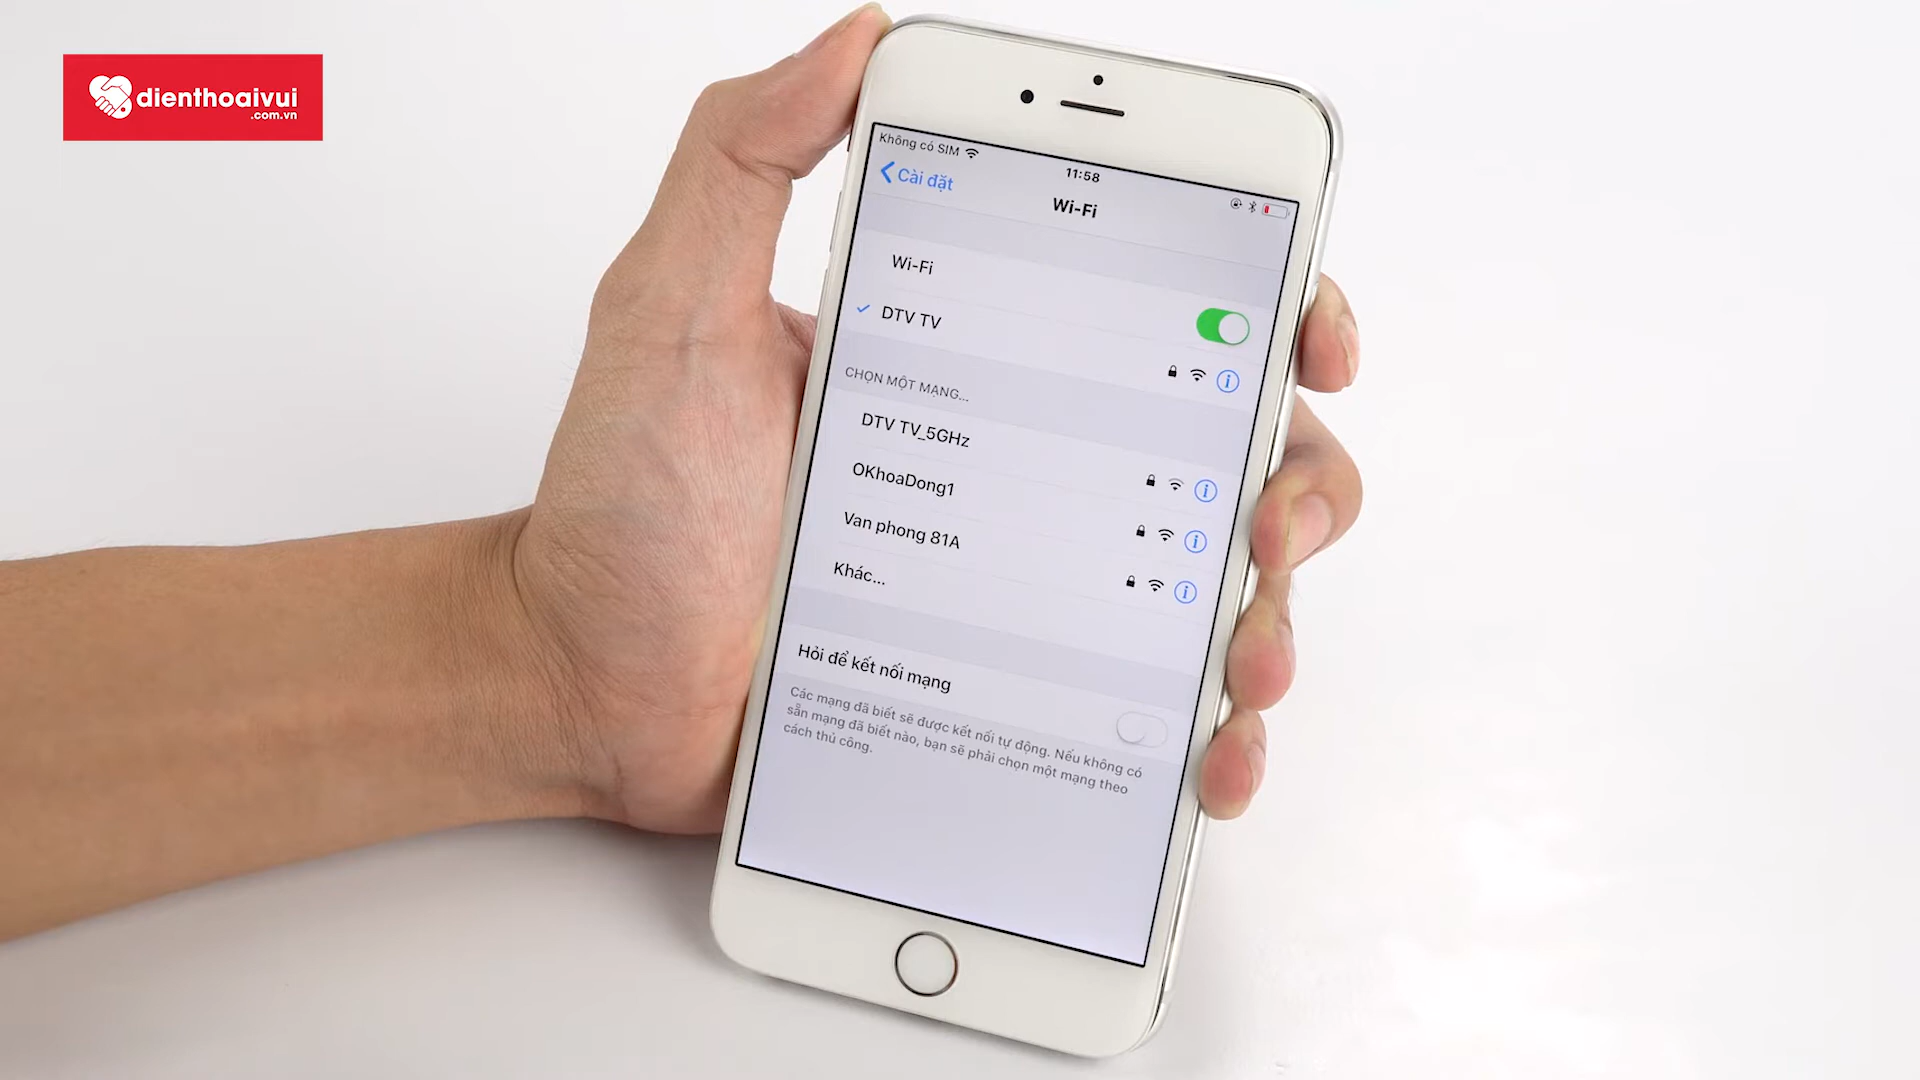 dienthoaivui
.com.vn
Không có SIM
11:58
Cài đặt
Wi-Fi
Wi-Fi
DTV TV
CHỌN MỘT MẠNG...
DTV TV_5GHz
OKhoaDong1
Van phong 81A
Khác...
Hỏi để kết nối mạng
Các mạng đã biết sẽ được kết nối tự động. Nếu không có
sẵn mạng đã biết nào, bạn sẽ phải chọn một mạng theo
cách thủ công.